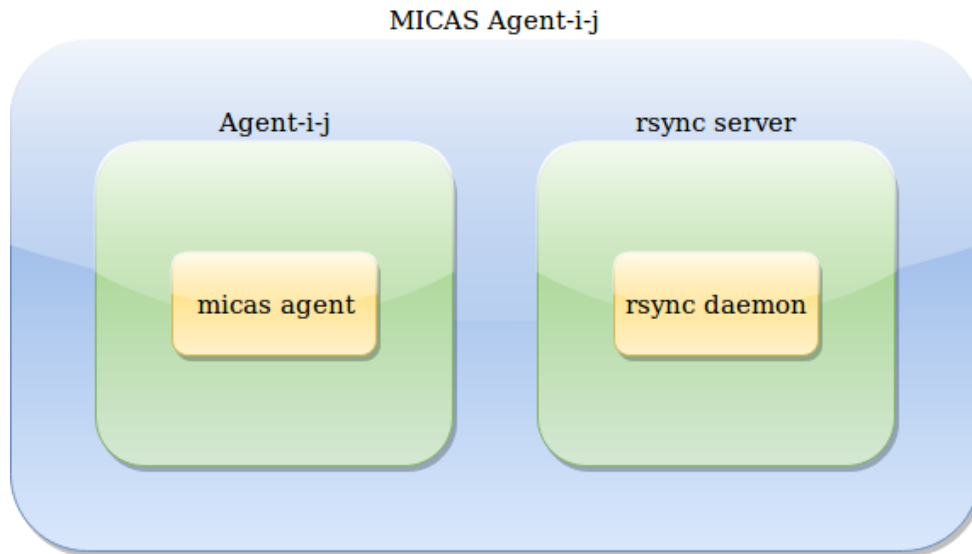 MICAS Agent-i-j
Agent-i-j
rsync server
micas agent
rsync daemon